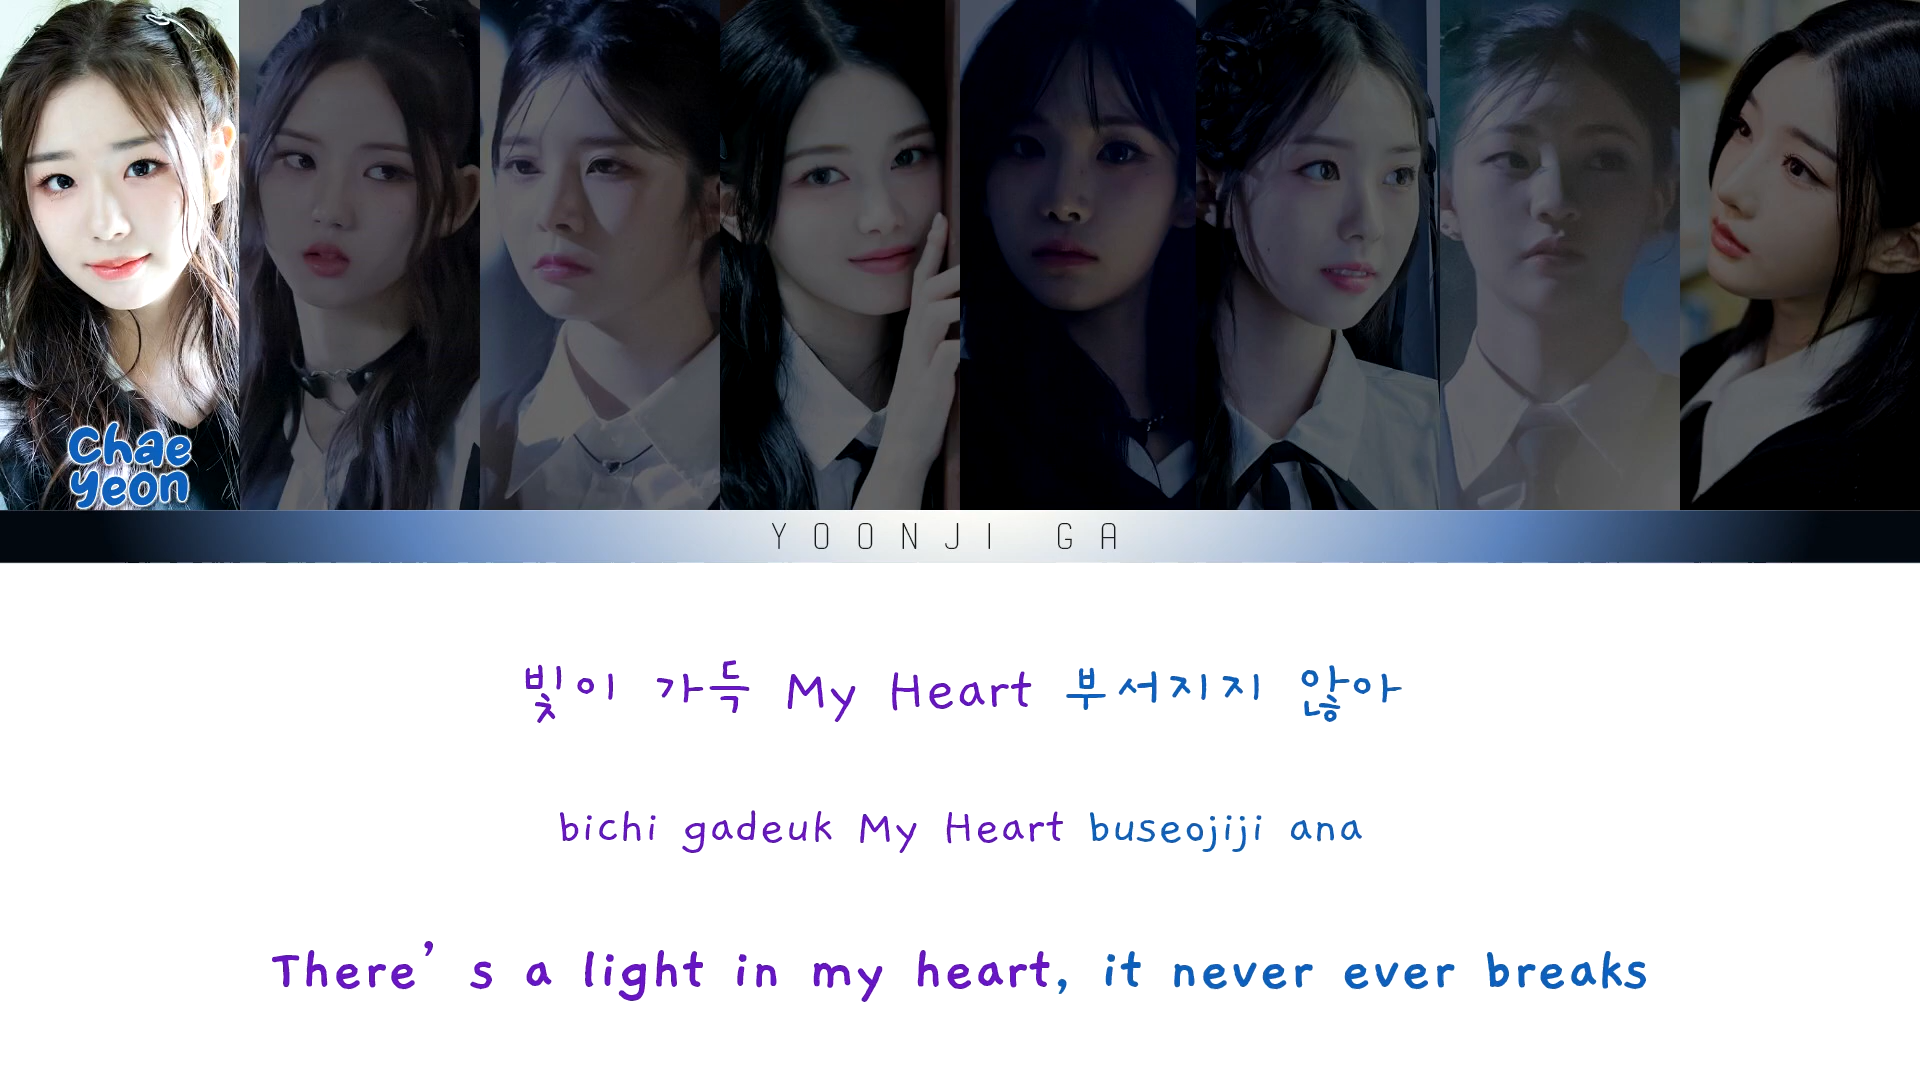 Chae
yeon
YOONJI GA
빛이 가득 My Heart 부서지지 않아
bichi gadeuk My Heart buseojiji ana
There’s a light in my heart, it never ever breaks